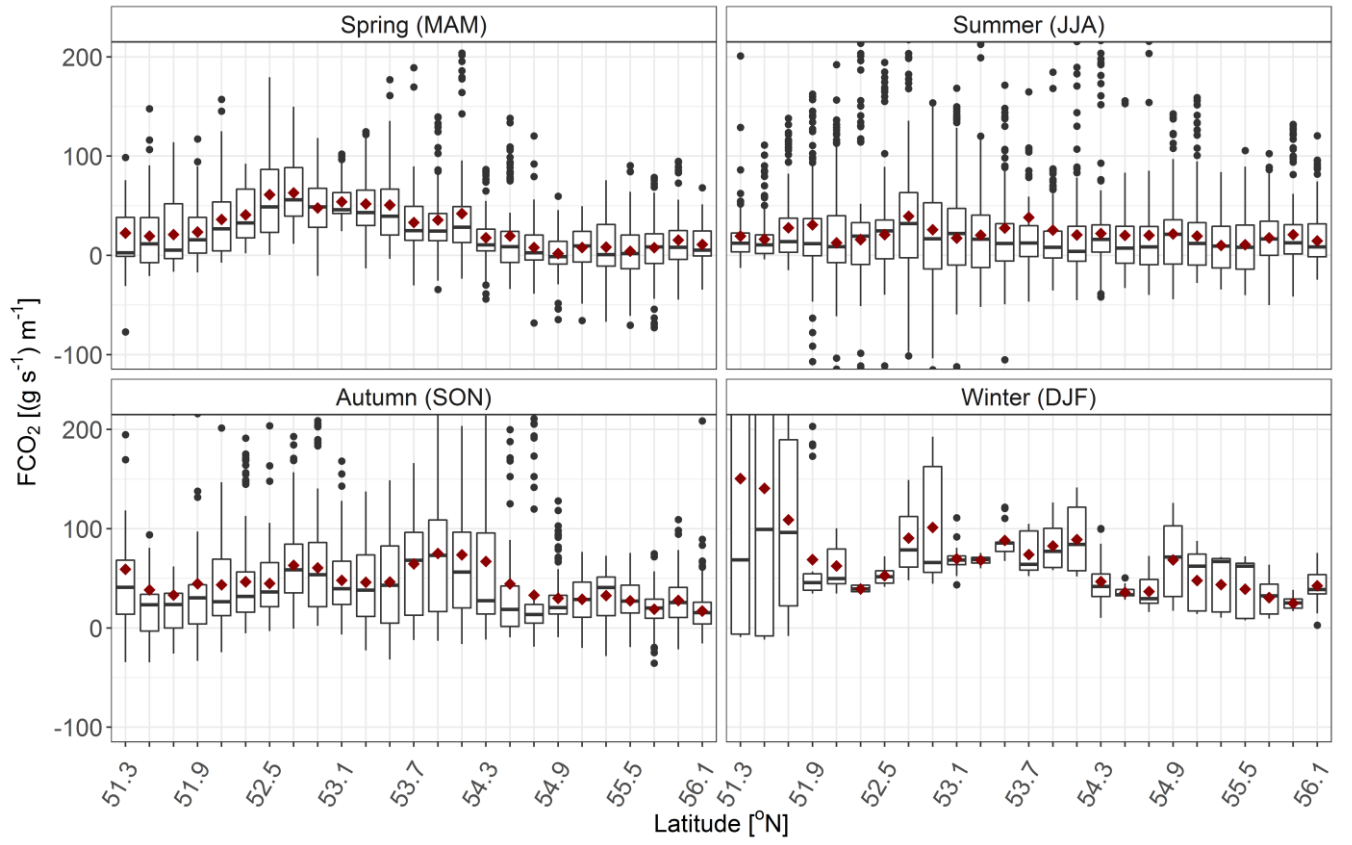 Spring (MAM)
Summer (JJA)
200
100
0
-100
Autumn (SON)
Winter (DJF)
200
100
0
-100
FCO₂ [(g s⁻¹) m⁻¹]
51.3 51.9 52.5 53.1 53.7 54.3 54.9 55.5 56.1
51.3 51.9 52.5 53.1 53.7 54.3 54.9 55.5 56.1
Latitude [°N]